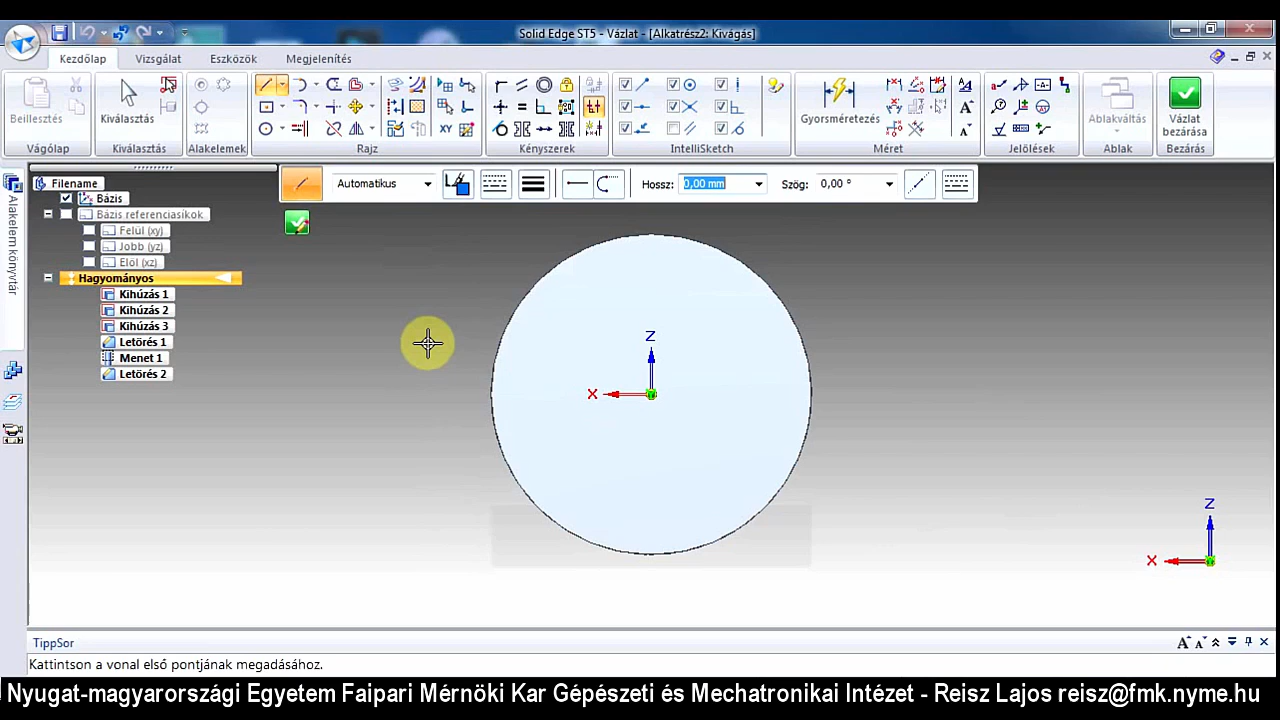 Solid Edge ST5 - Vázlat - [Alkatrész2: Kivágás]
Kezdőlap Vizsgálat Eszközök Megjelenítés
Beillesztés Kiválasztás Gyorsméretezés Ablakváltás Vázlat bezárása
XY A A A
Vágólap Kiválasztás Alakelemek Rajz Kényszerek IntelliSketch Méret Jelölések Ablak Bezárás
Automatikus Hossz: 0,00 mm Szög: 0,00 °
Alakelem könyvtár
Filename
Bázis
Bázis referenciasíkok
Felül (xy)
Jobb (yz)
Elöl (xz)
Hagyományos
Kihúzás 1
Kihúzás 2
Kihúzás 3
Letörés 1
Menet 1
Letörés 2
Z
X
Z
X
TippSor
A A
Kattintson a vonal első pontjának megadásához.
Nyugat-magyarországi Egyetem Faipari Mérnöki Kar Gépészeti és Mechatronikai Intézet - Reisz Lajos reisz@fmk.nyme.hu